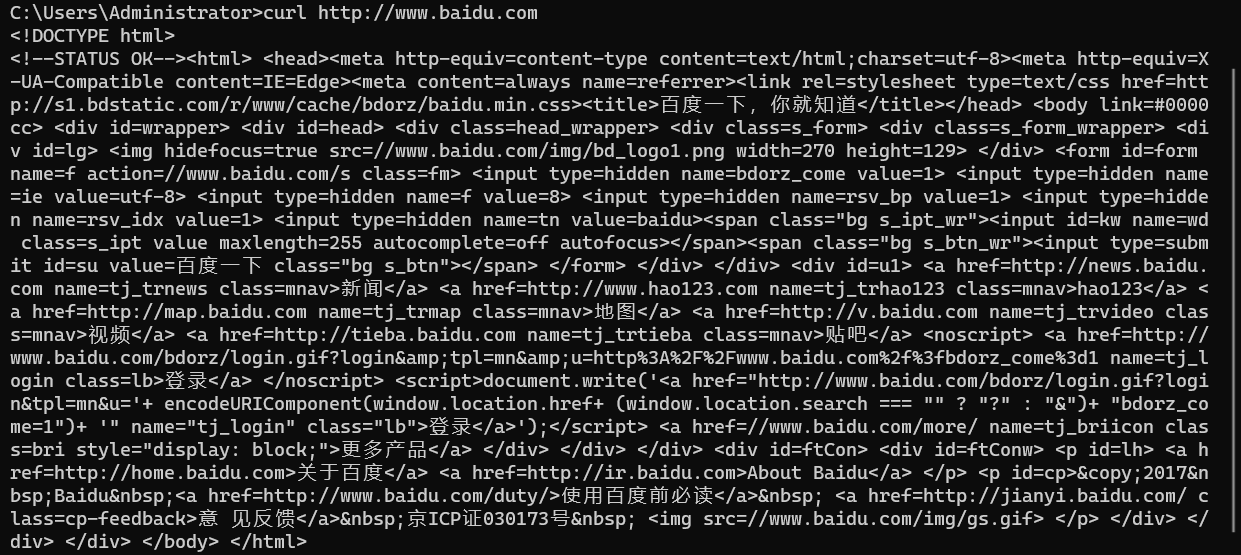 C:\Users\Administrator>curl http://www.baidu.com
<!DOCTYPE html>
<!--STATUS OK--><html> <head><meta http-equiv=content-type content=text/html;charset=utf-8><meta http-equiv=X
-UA-Compatible content=IE=Edge><meta content=always name=referrer><link rel=stylesheet type=text/css href=htt
p://s1.bdstatic.com/r/www/cache/bdorz/baidu.min.css><title>百度一下，你就知道</title></head> <body link=#0000
cc> <div id=wrapper> <div id=head> <div class=head_wrapper> <div class=s_form> <div class=s_form_wrapper> <di
v id=lg> <img hidefocus=true src=//www.baidu.com/img/bd_logo1.png width=270 height=129> </div> <form id=form
name=f action=//www.baidu.com/s class=fm> <input type=hidden name=bdorz_come value=1> <input type=hidden name
=ie value=utf-8> <input type=hidden name=f value=8> <input type=hidden name=rsv_bp value=1> <input type=hidde
n name=rsv_idx value=1> <input type=hidden name=tn value=baidu><span class="bg s_ipt_wr"><input id=kw name=wd
 class=s_ipt value maxlength=255 autocomplete=off autofocus></span><span class="bg s_btn_wr"><input type=subm
it id=su value=百度一下 class="bg s_btn"></span> </form> </div> </div> <div id=u1> <a href=http://news.baidu.
com name=tj_trnews class=mnav>新闻</a> <a href=http://www.hao123.com name=tj_trhao123 class=mnav>hao123</a> <
a href=http://map.baidu.com name=tj_trmap class=mnav>地图</a> <a href=http://v.baidu.com name=tj_trvideo clas
s=mnav>视频</a> <a href=http://tieba.baidu.com name=tj_trtieba class=mnav>贴吧</a> <noscript> <a href=http://
www.baidu.com/bdorz/login.gif?login&amp;tpl=mn&amp;u=http%3A%2F%2Fwww.baidu.com%2f%3fbdorz_come%3d1 name=tj_l
ogin class=lb>登录</a> </noscript> <script>document.write('<a href="http://www.baidu.com/bdorz/login.gif?logi
n&tpl=mn&u='+ encodeURIComponent(window.location.href+ (window.location.search === "" ? "?" : "&")+ "bdorz_co
me=1")+ '" name="tj_login" class="lb">登录</a>');</script> <a href=//www.baidu.com/more/ name=tj_briicon clas
s=bri style="display: block;">更多产品</a> </div> </div> </div> <div id=ftCon> <div id=ftConw> <p id=lh> <a h
ref=http://home.baidu.com>关于百度</a> <a href=http://ir.baidu.com>About Baidu</a> </p> <p id=cp>&copy;2017&n
bsp;Baidu&nbsp;<a href=http://www.baidu.com/duty/>使用百度前必读</a>&nbsp; <a href=http://jianyi.baidu.com/ c
lass=cp-feedback>意 见反馈</a>&nbsp;京ICP证030173号&nbsp; <img src=//www.baidu.com/img/gs.gif> </p> </div> </
div> </div> </body> </html>